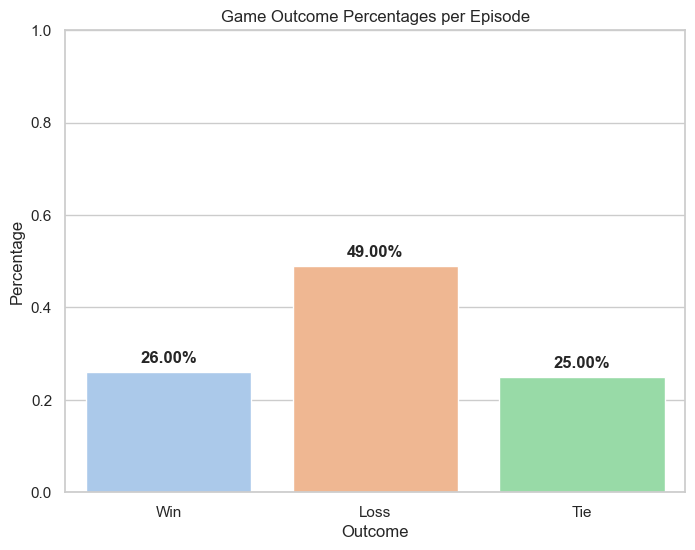 Game Outcome Percentages per Episode
1.0
0.8
0.6
0.4
0.2
0.0
Percentage
26.00%
49.00%
25.00%
Win Loss Tie
Outcome